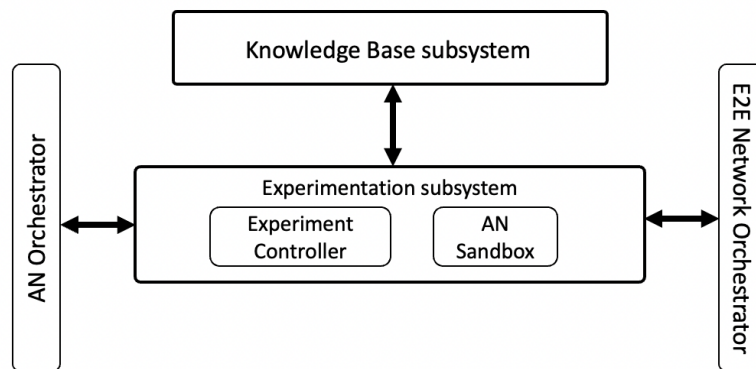 Knowledge Base subsystem
AN Orchestrator
Experimentation subsystem
Experiment
Controller
AN
Sandbox
E2E Network Orchestrator